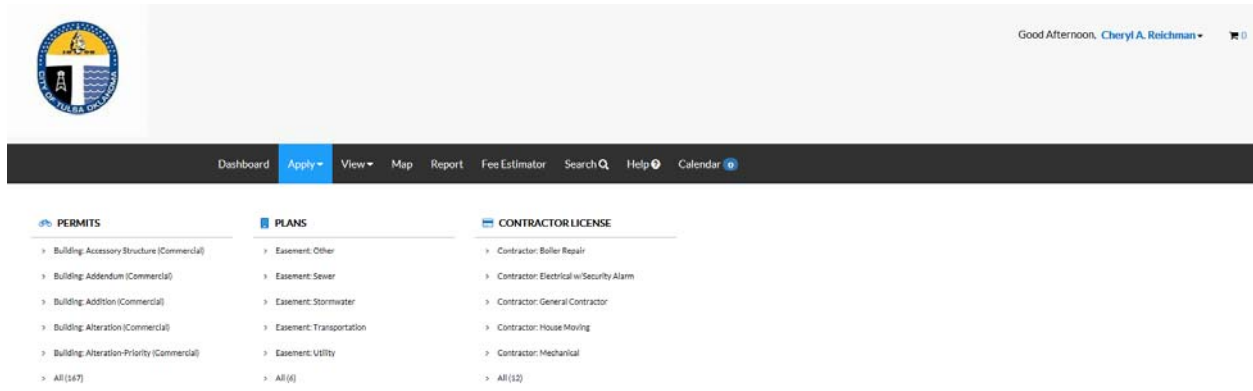 Good Afternoon, Cheryl A. Reichman 0
CITY OF TULSA OKLAHOMA
Dashboard Apply View Map Report Fee Estimator Search Help Calendar 0
PERMITS
Building: Accessory Structure (Commercial)
Building: Addendum (Commercial)
Building: Addition (Commercial)
Building: Alteration (Commercial)
Building: Alteration-Priority (Commercial)
All (167)
PLANS
Easement: Other
Easement: Sewer
Easement: Stormwater
Easement: Transportation
Easement: Utility
All (6)
CONTRACTOR LICENSE
Contractor: Boiler Repair
Contractor: Electrical w/Security Alarm
Contractor: General Contractor
Contractor: House Moving
Contractor: Mechanical
All (12)